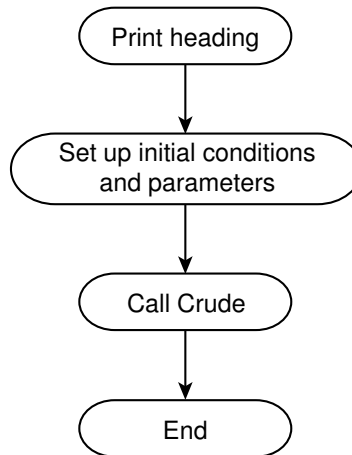 Print heading
Set up initial conditions
and parameters
Call Crude
End